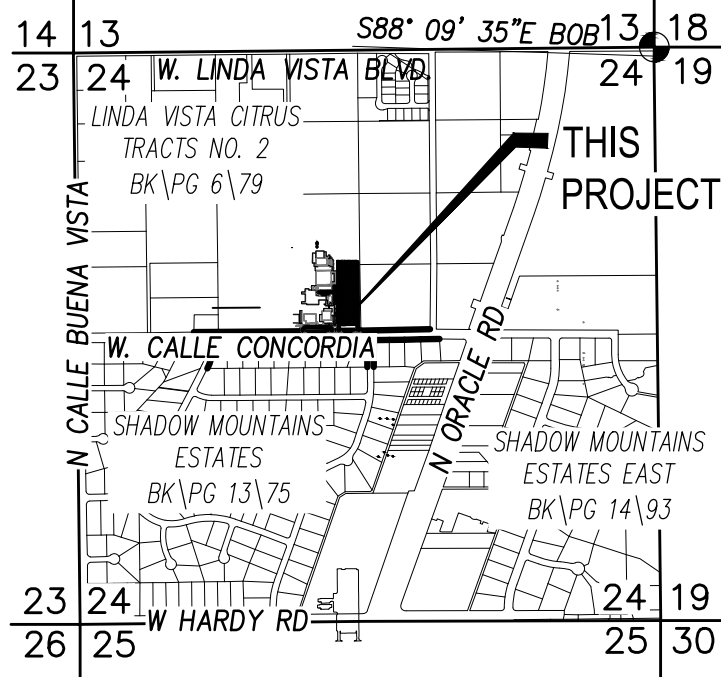 14 13
S88° 09' 35"E BOB
13 18
23 24
W. LINDA VISTA BLVD
24 19
LINDA VISTA CITRUS
TRACTS NO. 2
BK\PG 6\79
THIS
PROJECT
N CALLE BUENA VISTA
W. CALLE CONCORDIA
N ORACLE RD
SHADOW MOUNTAINS
ESTATES
BK\PG 13\75
SHADOW MOUNTAINS
ESTATES EAST
BK\PG 14\93
23 24
W HARDY RD
24 19
26 25
25 30